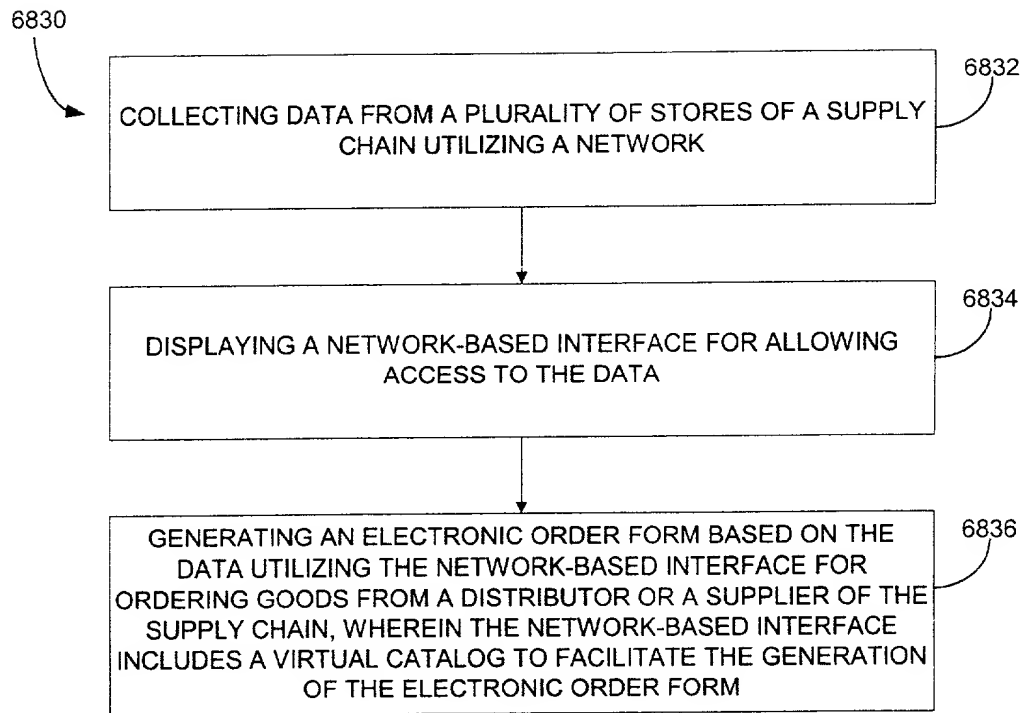 6830
6832
COLLECTING DATA FROM A PLURALITY OF STORES OF A SUPPLY
CHAIN UTILIZING A NETWORK
6834
DISPLAYING A NETWORK-BASED INTERFACE FOR ALLOWING
ACCESS TO THE DATA
6836
GENERATING AN ELECTRONIC ORDER FORM BASED ON THE
DATA UTILIZING THE NETWORK-BASED INTERFACE FOR
ORDERING GOODS FROM A DISTRIBUTOR OR A SUPPLIER OF THE
SUPPLY CHAIN, WHEREIN THE NETWORK-BASED INTERFACE
INCLUDES A VIRTUAL CATALOG TO FACILITATE THE GENERATION
OF THE ELECTRONIC ORDER FORM